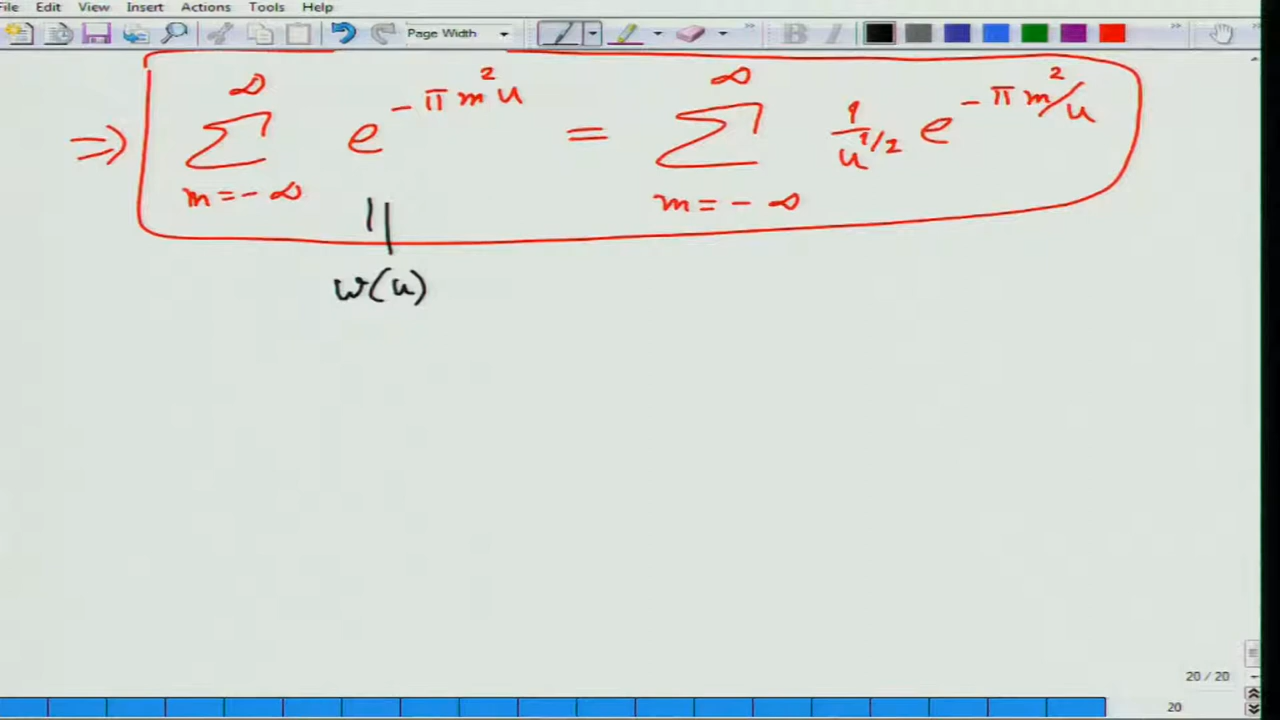 File Edit View Insert Actions Tools Help
Page Width
⇒ ∑_{m=-∞}^{∞} e^{-πm²u} = ∑_{m=-∞}^{∞} 1/u^{1/2} e^{-πm²/u}
||
w(u)
20 / 20
20